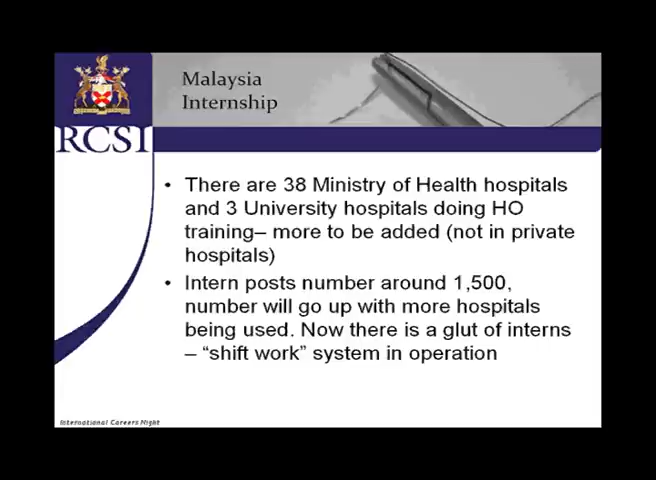 Malaysia
Internship
RCSI
• There are 38 Ministry of Health hospitals
and 3 University hospitals doing HO
training– more to be added (not in private
hospitals)
• Intern posts number around 1,500,
number will go up with more hospitals
being used. Now there is a glut of interns
– “shift work” system in operation
International Careers Night